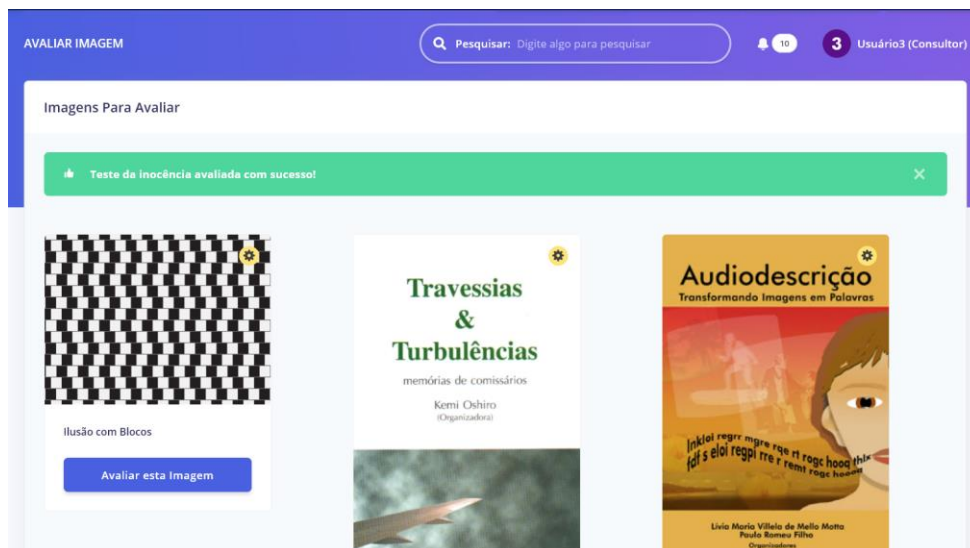 AVALIAR IMAGEM
Pesquisar: Digite algo para pesquisar
10
3 Usuário3 (Consultor)
Imagens Para Avaliar
Teste da inocência avaliada com sucesso!
Ilusão com Blocos
Avaliar esta Imagem
Travessias
&
Turbulências
memórias de comissários
Kemi Oshiro
(Organizadora)
Audiodescrição
Transformando Imagens em Palavras
Livia Maria Villela de Mello Motta
Paulo Romeu Filho
Organizadores